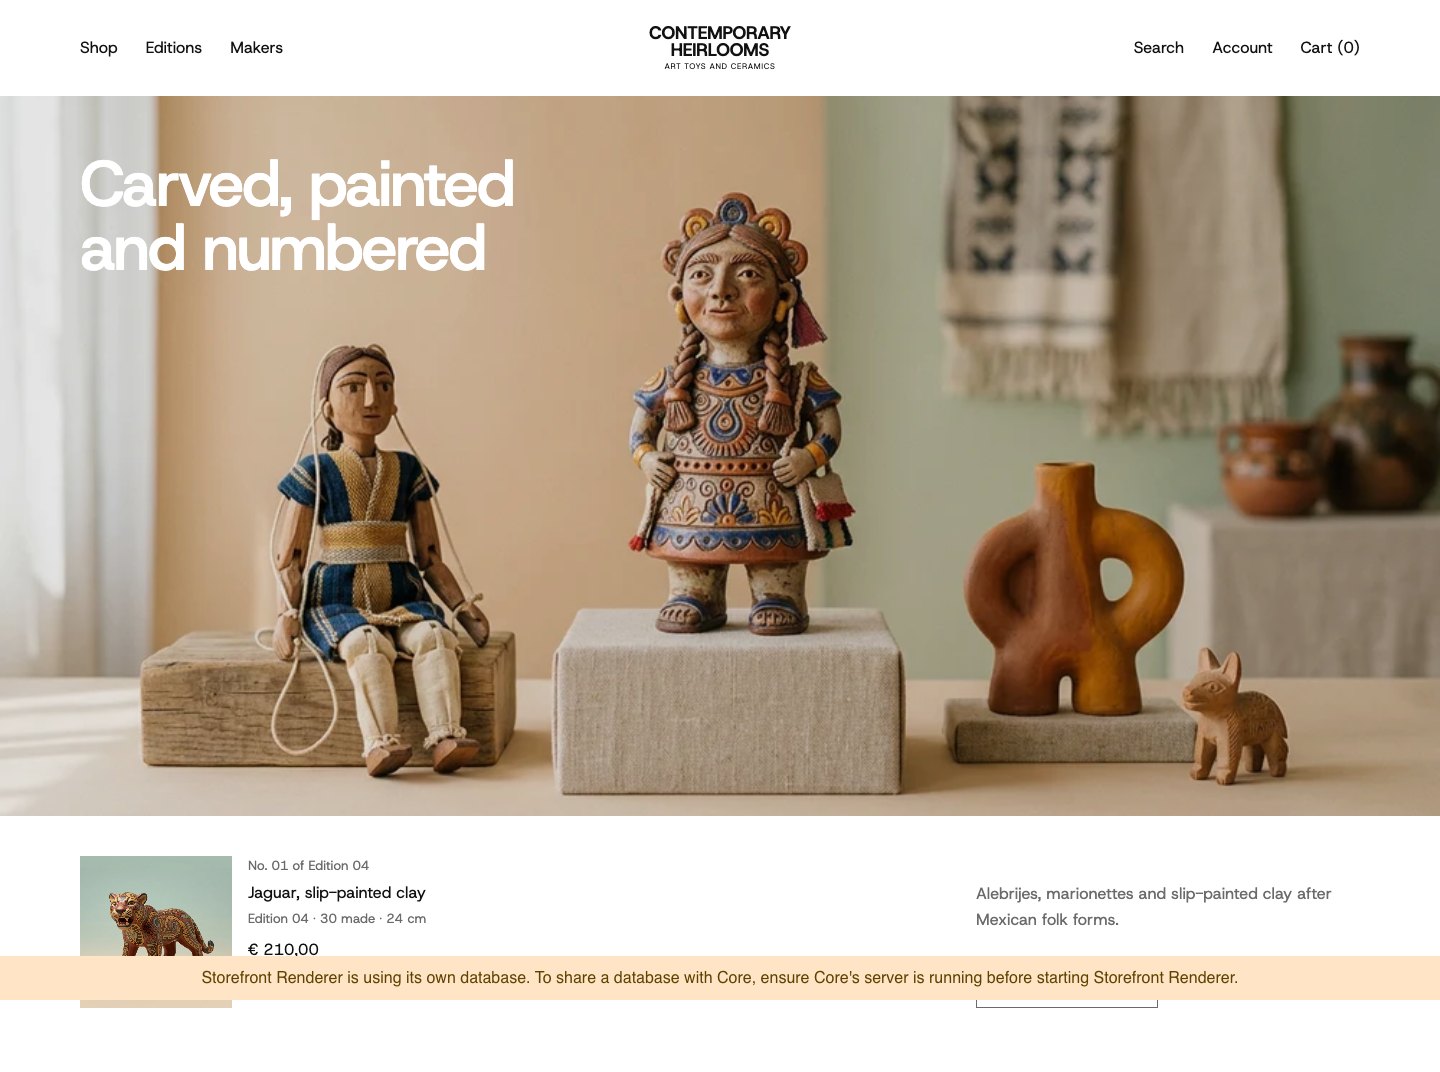 Shop
Editions
Makers
CONTEMPORARY
HEIRLOOMS
ART TOYS AND CERAMICS
Search
Account
Cart (0)
Carved, painted
and numbered
No. 01 of Edition 04
Jaguar, slip-painted clay
Edition 04 · 30 made · 24 cm
€ 210,00
Alebrijes, marionettes and slip-painted clay after
Mexican folk forms.
Storefront Renderer is using its own database. To share a database with Core, ensure Core's server is running before starting Storefront Renderer.